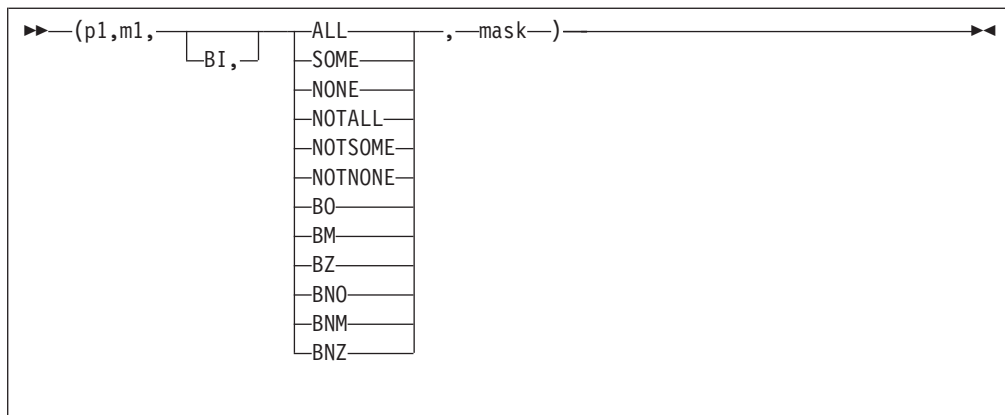 (p1,m1, ALL , mask )
BI, SOME
NONE
NOTALL
NOTSOME
NOTNONE
BO
BM
BZ
BNO
BNM
BNZ